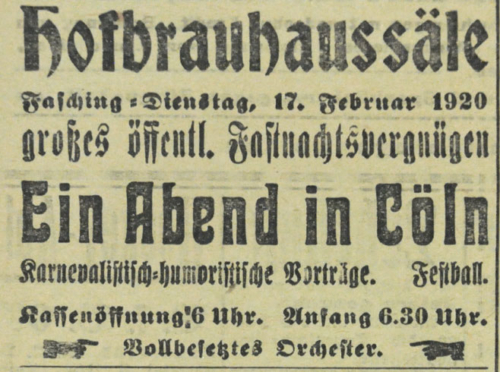 Hofbrauhaussäle
Fasching-Dienstag, 17. Februar 1920
großes öffentl. Fastnachtsvergnügen
Ein Abend in Cöln
Karnevalistisch-humoristische Vorträge. Festball.
Kassenöffnung 6 Uhr. Anfang 6.30 Uhr.
Vollbesetztes Orchester.